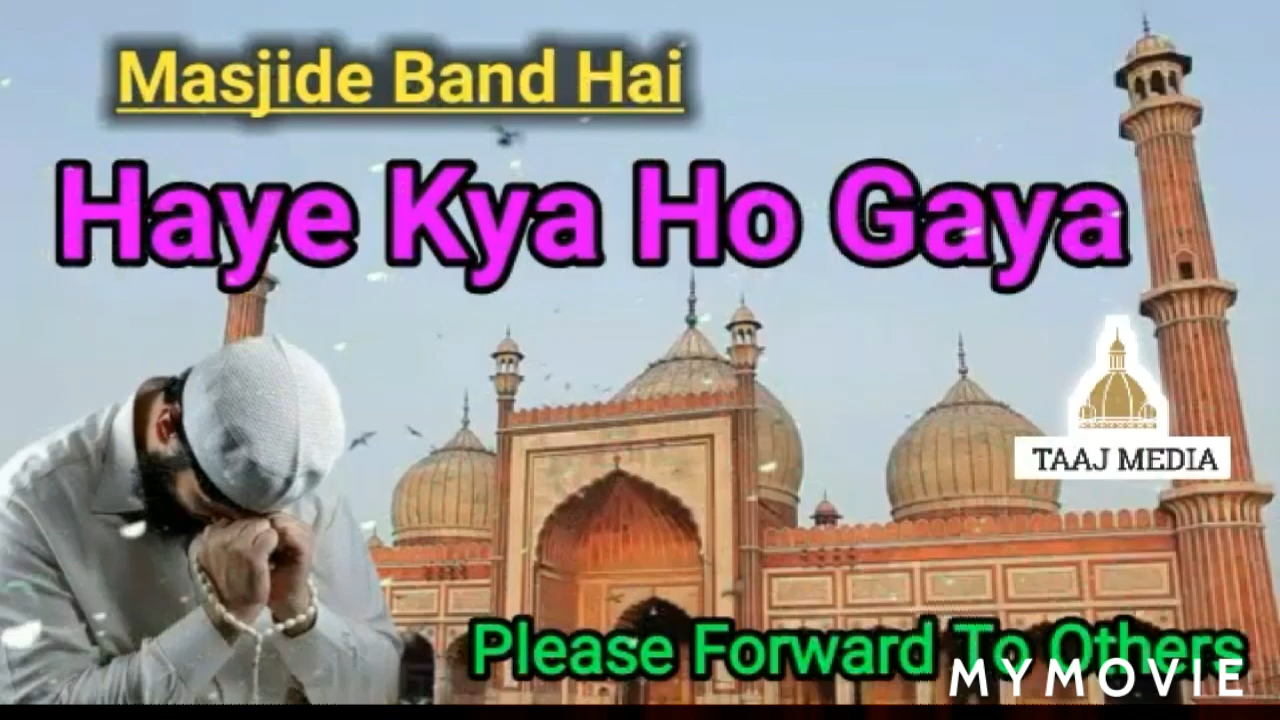 Masjide Band Hai
Haye Kya Ho Gaya
TAAJ MEDIA
Please Forward To Others
MYMOVIE